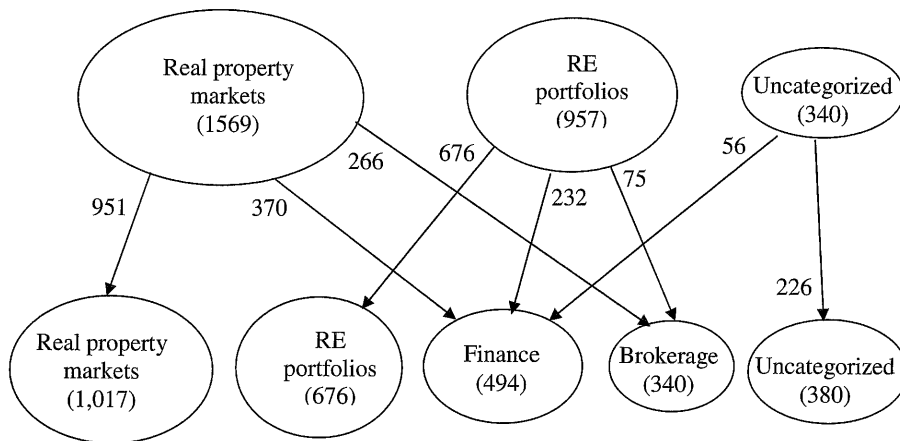 Real property
markets
(1569)
RE
portfolios
(957)
Uncategorized
(340)
951
370
266
676
232
75
56
226
Real property
markets
(1,017)
RE
portfolios
(676)
Finance
(494)
Brokerage
(340)
Uncategorized
(380)